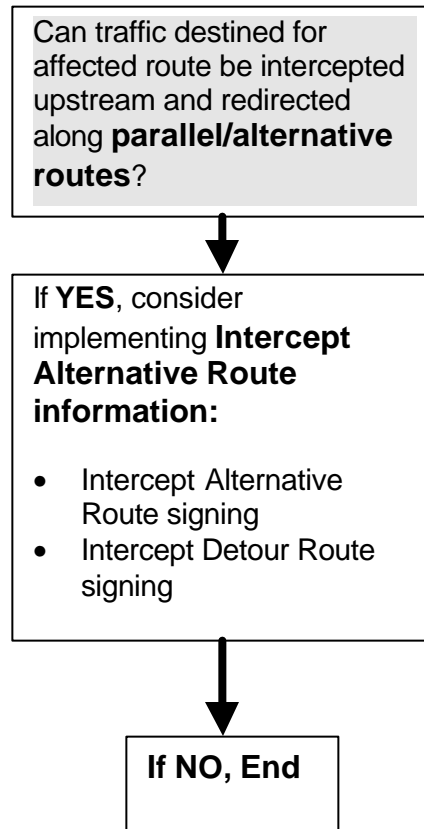 Can traffic destined for
affected route be intercepted
upstream and redirected
along parallel/alternative
routes?
If YES, consider
implementing Intercept
Alternative Route
information:
• Intercept Alternative
Route signing
• Intercept Detour Route
signing
If NO, End